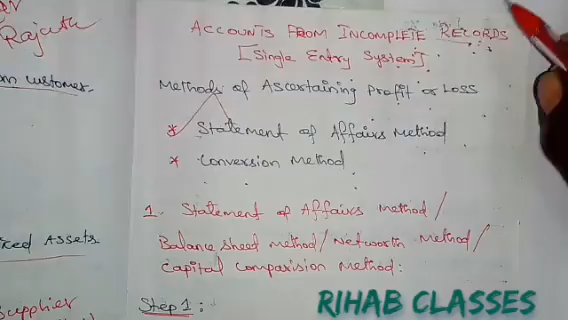 Rajath
on customer.
ixed Assets
supplier
ACCOUNTS FROM INCOMPLETE RECORDS
[Single Entry System]
Methods of Ascertaining Profit or Loss
* Statement of Affairs Method
* Conversion Method
1. Statement of Affairs Method /
Balance sheet method / Networth Method /
Capital Comparision Method:
Step 1:
RIHAB CLASSES